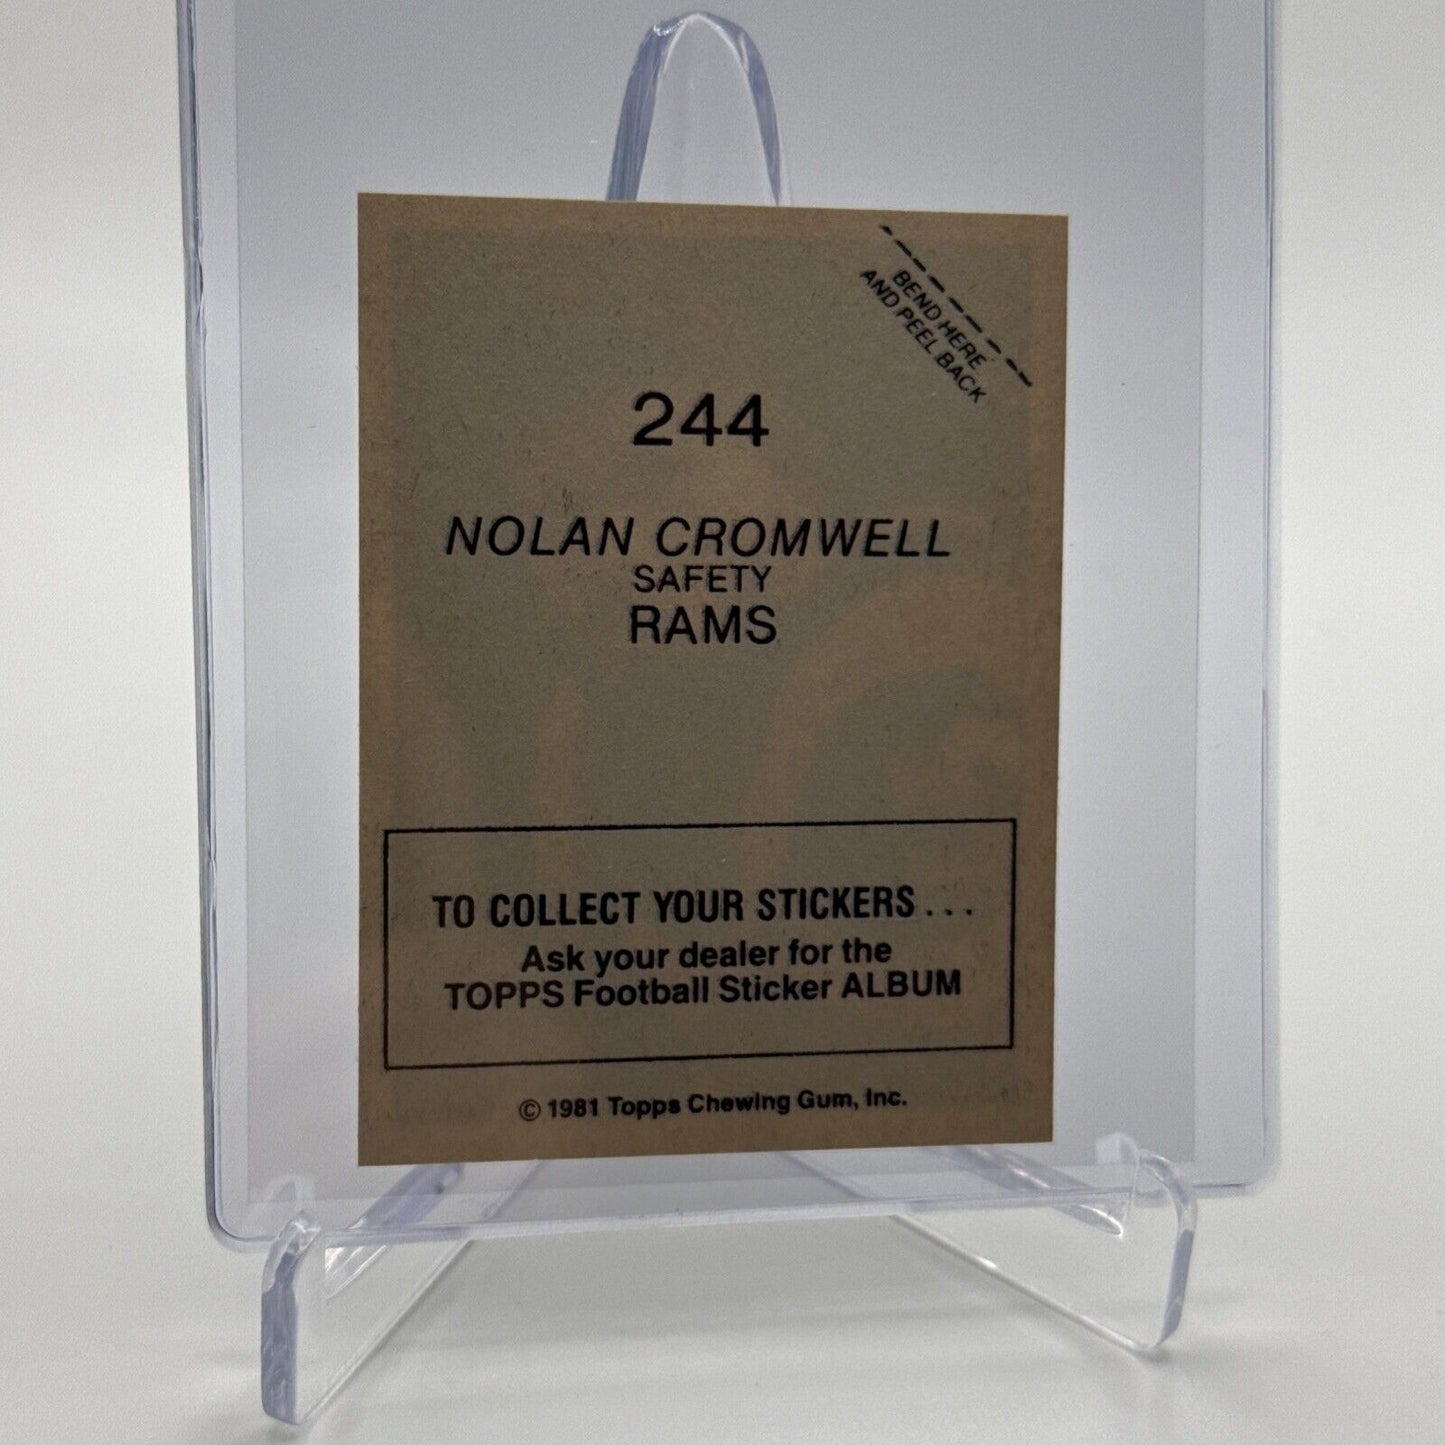 BEND HERE
AND PEEL BACK
244
NOLAN CROMWELL
SAFETY
RAMS
TO COLLECT YOUR STICKERS...
Ask your dealer for the
TOPPS Football Sticker ALBUM
© 1981 Topps Chewing Gum, Inc.